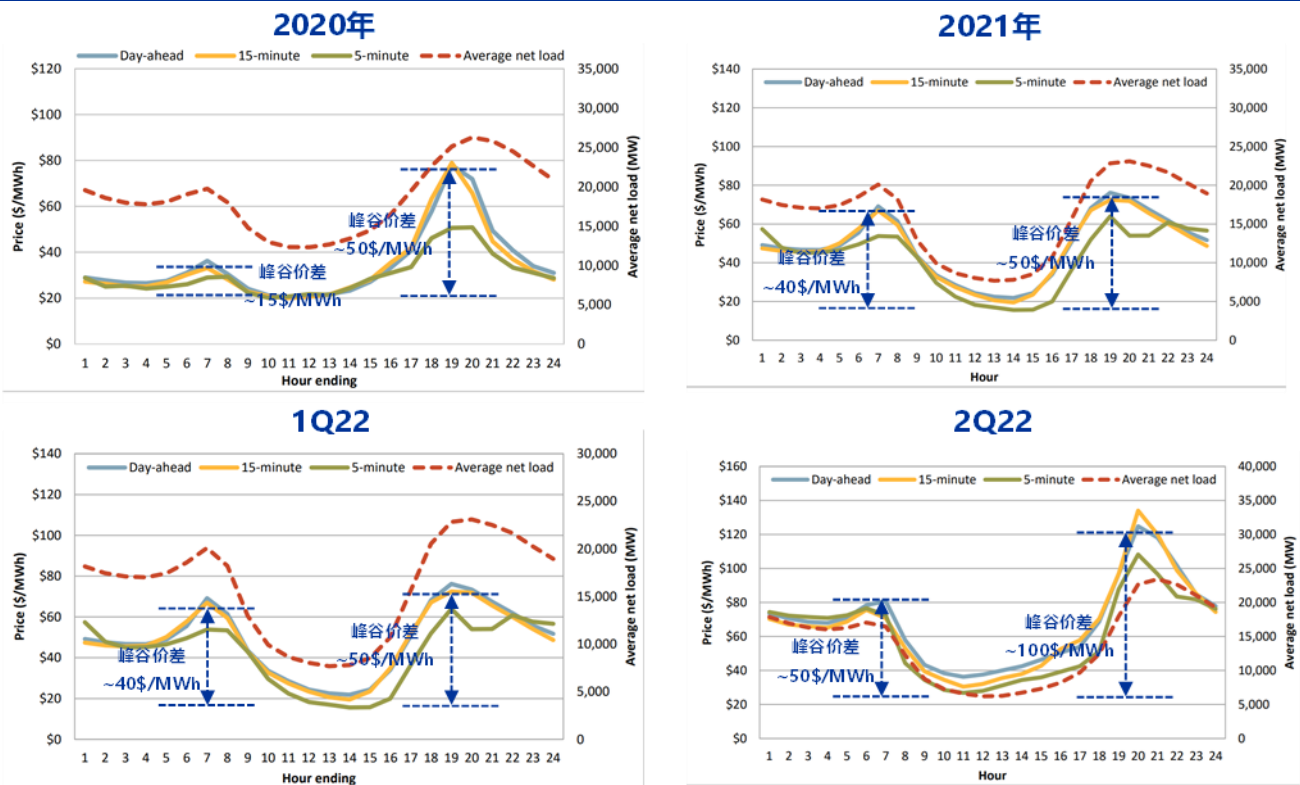 2020年
Day-ahead 15-minute 5-minute Average net load
$120
$100
$80
$60
$40
$20
$0
35,000
30,000
25,000
20,000
15,000
10,000
5,000
0
Price ($/MWh)
Average net load (MW)
峰谷价差
~15$/MWh
峰谷价差
~50$/MWh
1 2 3 4 5 6 7 8 9 10 11 12 13 14 15 16 17 18 19 20 21 22 23 24
Hour ending
2021年
Day-ahead 15-minute 5-minute Average net load
$140
$120
$100
$80
$60
$40
$20
$0
35,000
30,000
25,000
20,000
15,000
10,000
5,000
0
Price ($/MWh)
Average net load (MW)
峰谷价差
~40$/MWh
峰谷价差
~50$/MWh
1 2 3 4 5 6 7 8 9 10 11 12 13 14 15 16 17 18 19 20 21 22 23 24
Hour
1Q22
Day-ahead 15-minute 5-minute Average net load
$140
$120
$100
$80
$60
$40
$20
$0
30,000
25,000
20,000
15,000
10,000
5,000
0
Price ($/MWh)
Average net load (MW)
峰谷价差
~40$/MWh
峰谷价差
~50$/MWh
1 2 3 4 5 6 7 8 9 10 11 12 13 14 15 16 17 18 19 20 21 22 23 24
Hour ending
2Q22
Day-ahead 15-minute 5-minute Average net load
$160
$140
$120
$100
$80
$60
$40
$20
$0
40,000
35,000
30,000
25,000
20,000
15,000
10,000
5,000
0
Price ($/MWh)
Average net load (MW)
峰谷价差
~50$/MWh
峰谷价差
~100$/MWh
1 2 3 4 5 6 7 8 9 10 11 12 13 14 15 16 17 18 19 20 21 22 23 24
Hour